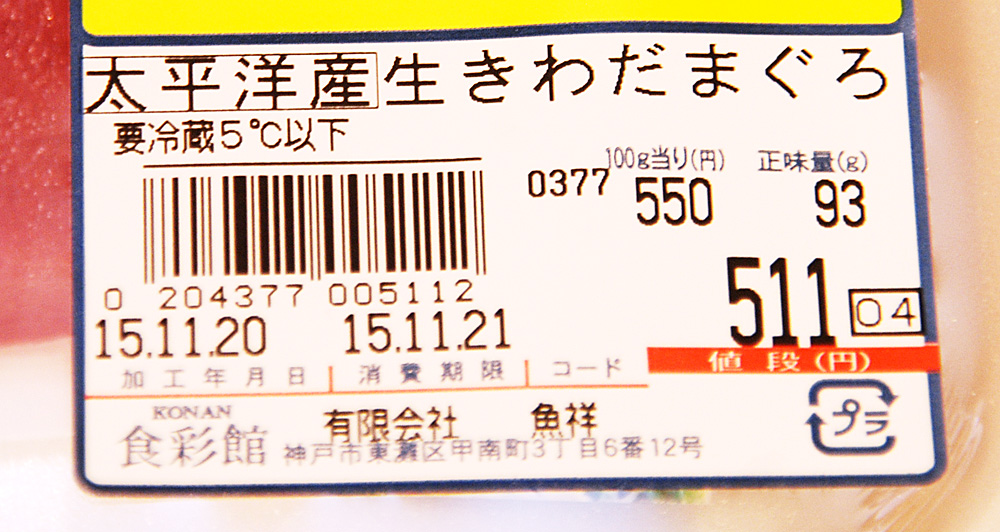 太平洋産生きわだまぐろ
要冷蔵5℃以下
0377 100g当り(円) 正味量(g)
550 93
0 204377 005112
511 04
15.11.20 15.11.21
値段(円)
加工年月日 消費期限 コード
プラ
KONAN
食彩館 有限会社 魚祥
神戸市東灘区甲南町3丁目6番12号